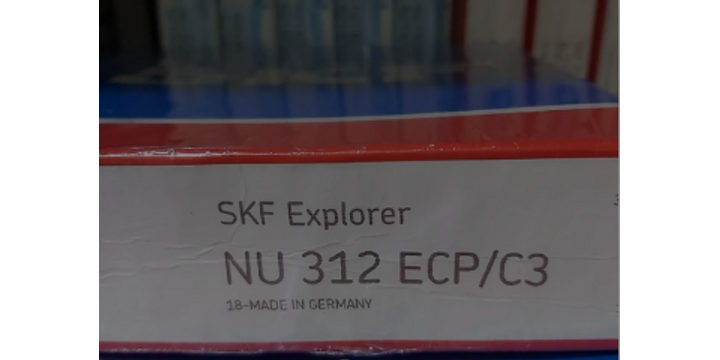 SKF Explorer
NU 312 ECP/C3
18-MADE IN GERMANY